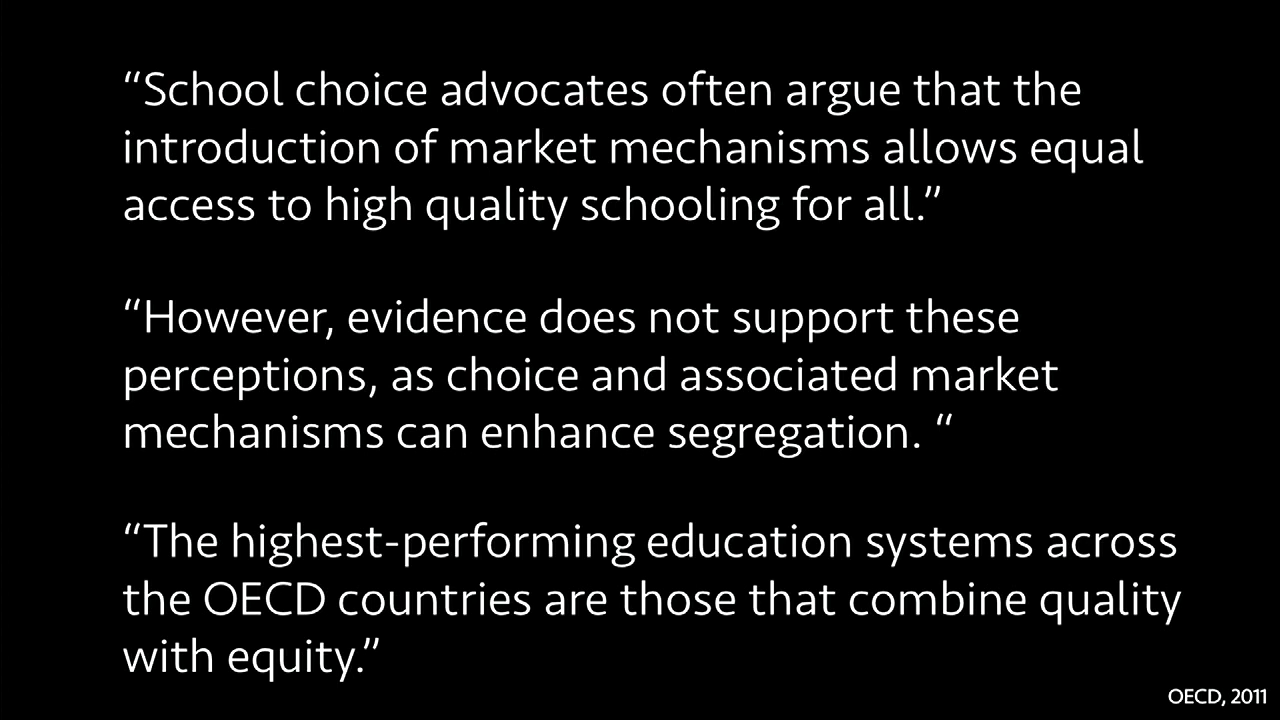 “School choice advocates often argue that the
introduction of market mechanisms allows equal
access to high quality schooling for all.”
“However, evidence does not support these
perceptions, as choice and associated market
mechanisms can enhance segregation. “
“The highest-performing education systems across
the OECD countries are those that combine quality
with equity.”
OECD, 2011